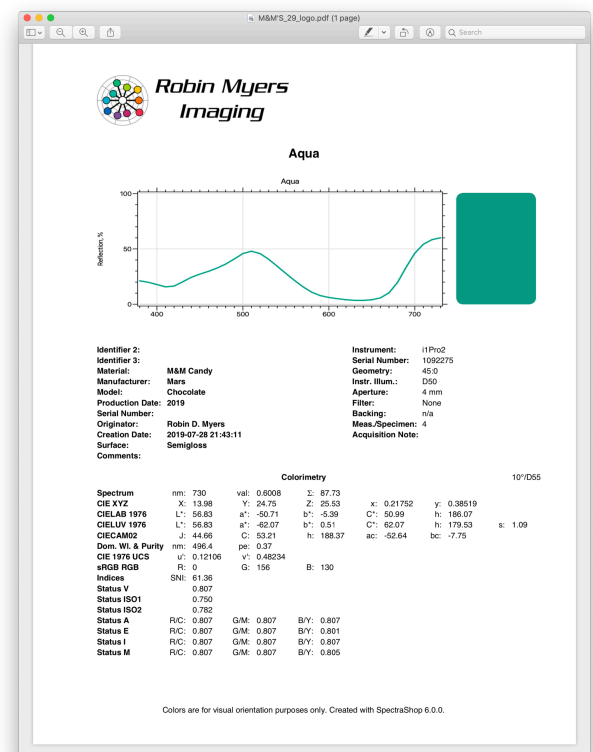 M&M'S_29_logo.pdf (1 page)
Search
Robin Myers
Imaging
Aqua
Aqua
100
50
0
Reflection, %
400 500 600 700
Identifier 2:
Identifier 3:
Material: M&M Candy
Manufacturer: Mars
Model: Chocolate
Production Date: 2019
Serial Number:
Originator: Robin D. Myers
Creation Date: 2019-07-28 21:43:11
Surface: Semigloss
Comments:
Instrument: i1Pro2
Serial Number: 1092275
Geometry: 45:0
Instr. Illum.: D50
Aperture: 4 mm
Filter: None
Backing: n/a
Meas./Specimen: 4
Acquisition Note:
Colorimetry 10°/D55
Spectrum nm: 730 val: 0.6008 Σ: 87.73
CIE XYZ X: 13.98 Y: 24.75 Z: 25.53 x: 0.21752 y: 0.38519
CIELAB 1976 L*: 56.83 a*: -50.71 b*: -5.39 C*: 50.99 h: 186.07
CIELUV 1976 L*: 56.83 a*: -62.07 b*: 0.51 C*: 62.07 h: 179.53 s: 1.09
CIECAM02 J: 44.66 C: 53.21 h: 188.37 ac: -52.64 bc: -7.75
Dom. Wl. & Purity nm: 496.4 pe: 0.37
CIE 1976 UCS u': 0.12106 v': 0.48234
sRGB RGB R: 0 G: 156 B: 130
Indices SNI: 61.36
Status V 0.807
Status ISO1 0.750
Status ISO2 0.782
Status A R/C: 0.807 G/M: 0.807 B/Y: 0.807
Status E R/C: 0.807 G/M: 0.807 B/Y: 0.801
Status I R/C: 0.807 G/M: 0.807 B/Y: 0.807
Status M R/C: 0.807 G/M: 0.807 B/Y: 0.805
Colors are for visual orientation purposes only. Created with SpectraShop 6.0.0.